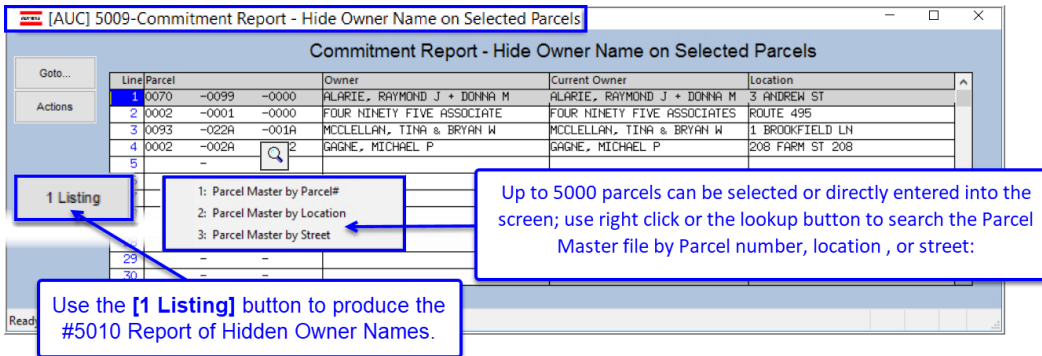 [AUC] 5009-Commitment Report - Hide Owner Name on Selected Parcels
Commitment Report - Hide Owner Name on Selected Parcels
Goto...
Actions
Line Parcel Owner Current Owner Location
1 0070 -0099 -0000 ALARIE, RAYMOND J + DONNA M ALARIE, RAYMOND J + DONNA M 3 ANDREW ST
2 0002 -0001 -0000 FOUR NINETY FIVE ASSOCIATE FOUR NINETY FIVE ASSOCIATES ROUTE 495
3 0093 -022A -001A MCCLELLAN, TINA & BRYAN W MCCLELLAN, TINA & BRYAN W 1 BROOKFIELD LN
4 0002 -002A 2 GAGNE, MICHAEL P GAGNE, MICHAEL P 208 FARM ST 208
5 -
1 Listing
1: Parcel Master by Parcel#
2: Parcel Master by Location
3: Parcel Master by Street
Up to 5000 parcels can be selected or directly entered into the
screen; use right click or the lookup button to search the Parcel
Master file by Parcel number, location , or street:
29 - -
30 - -
Use the [1 Listing] button to produce the
#5010 Report of Hidden Owner Names.
Ready